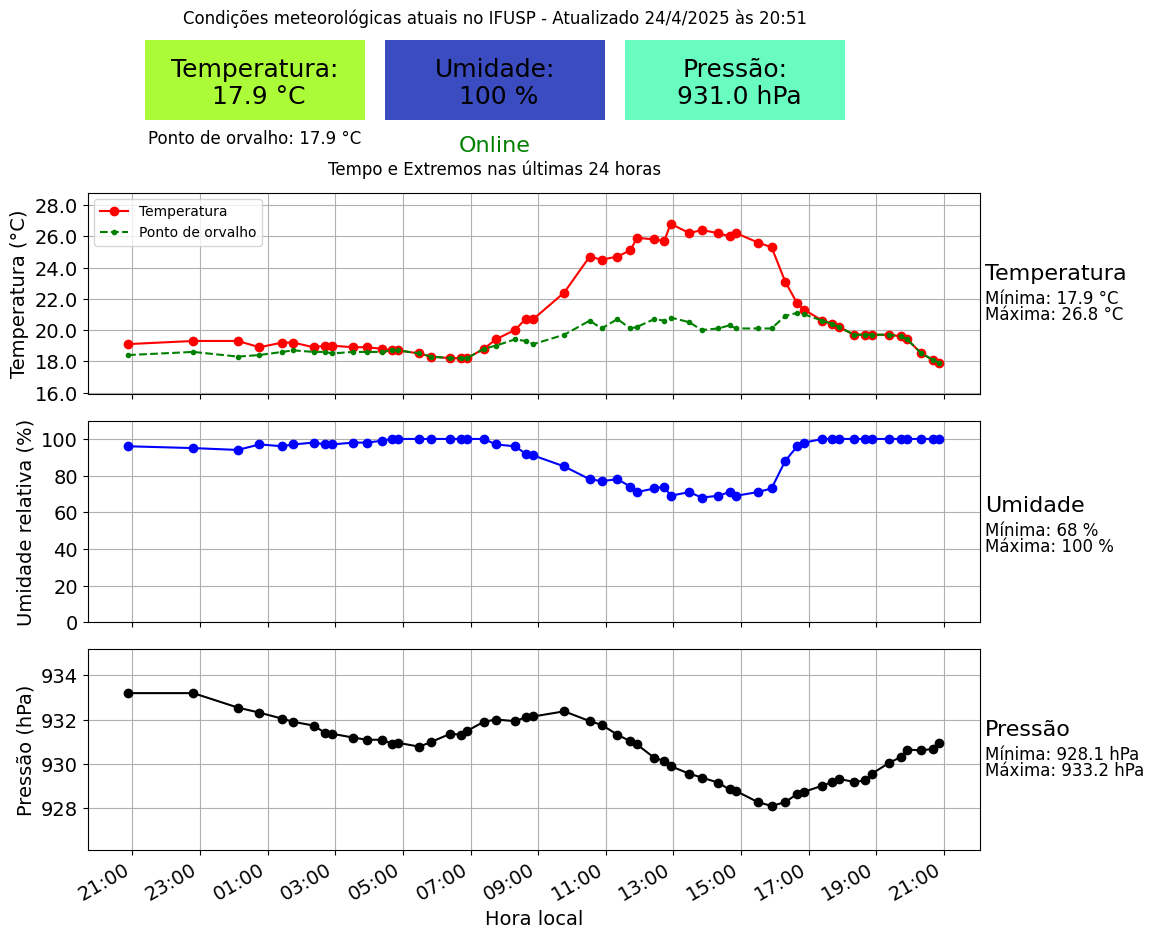 Condições meteorológicas atuais no IFUSP - Atualizado 24/4/2025 às 20:51
Temperatura:
17.9 °C
Umidade:
100 %
Pressão:
931.0 hPa
Ponto de orvalho: 17.9 °C
Online
Tempo e Extremos nas últimas 24 horas
Temperatura (°C)
28.0
26.0
24.0
22.0
20.0
18.0
16.0
Temperatura
Ponto de orvalho
Temperatura
Mínima: 17.9 °C
Máxima: 26.8 °C
Umidade relativa (%)
100
80
60
40
20
0
Umidade
Mínima: 68 %
Máxima: 100 %
Pressão (hPa)
934
932
930
928
Pressão
Mínima: 928.1 hPa
Máxima: 933.2 hPa
21:00
23:00
01:00
03:00
05:00
07:00
09:00
11:00
13:00
15:00
17:00
19:00
21:00
Hora local